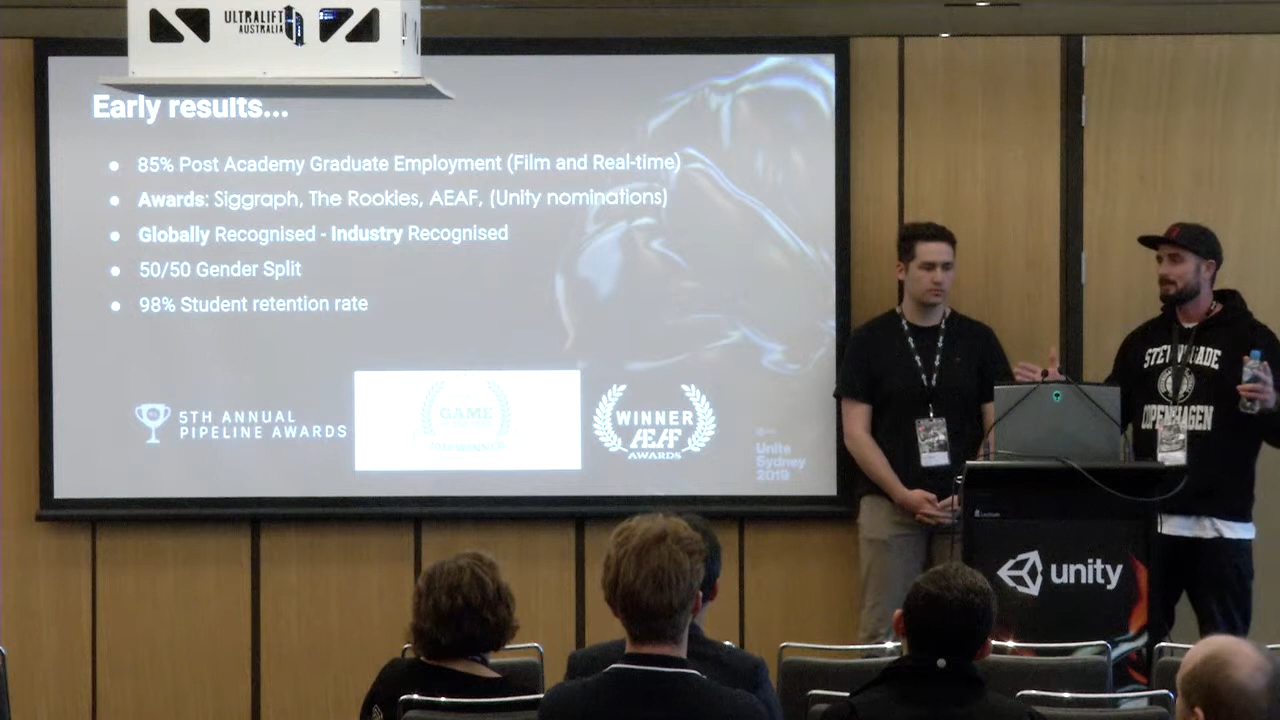 ULTRALIFT
AUSTRALIA
Early results...
• 85% Post Academy Graduate Employment (Film and Real-time)
• Awards: Siggraph, The Rookies, AEAF, (Unity nominations)
• Globally Recognised - Industry Recognised
• 50/50 Gender Split
• 98% Student retention rate
5TH ANNUAL
PIPELINE AWARDS
GAME
WINNER
WINNER
AEAF
AWARDS
Unite
Sydney
2019
COPENHAGEN
unity